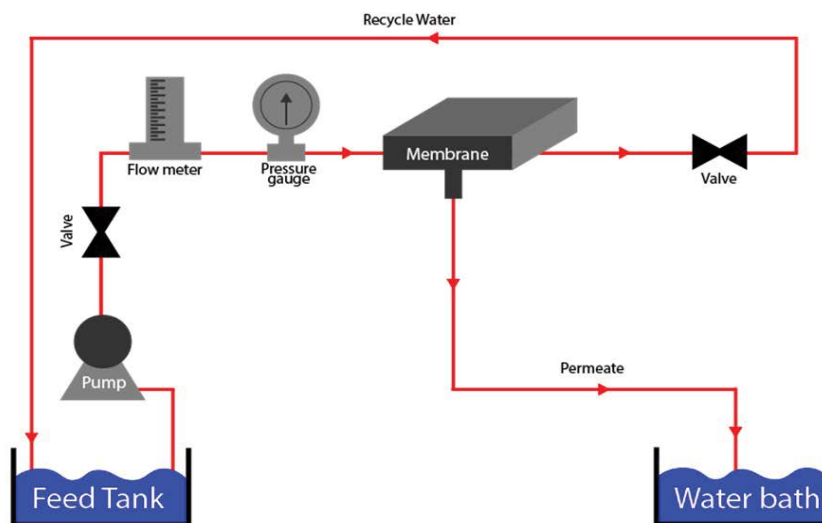 Recycle Water
Flow meter
Pressure
gauge
Membrane
Valve
Valve
Pump
Permeate
Feed Tank
Water bath